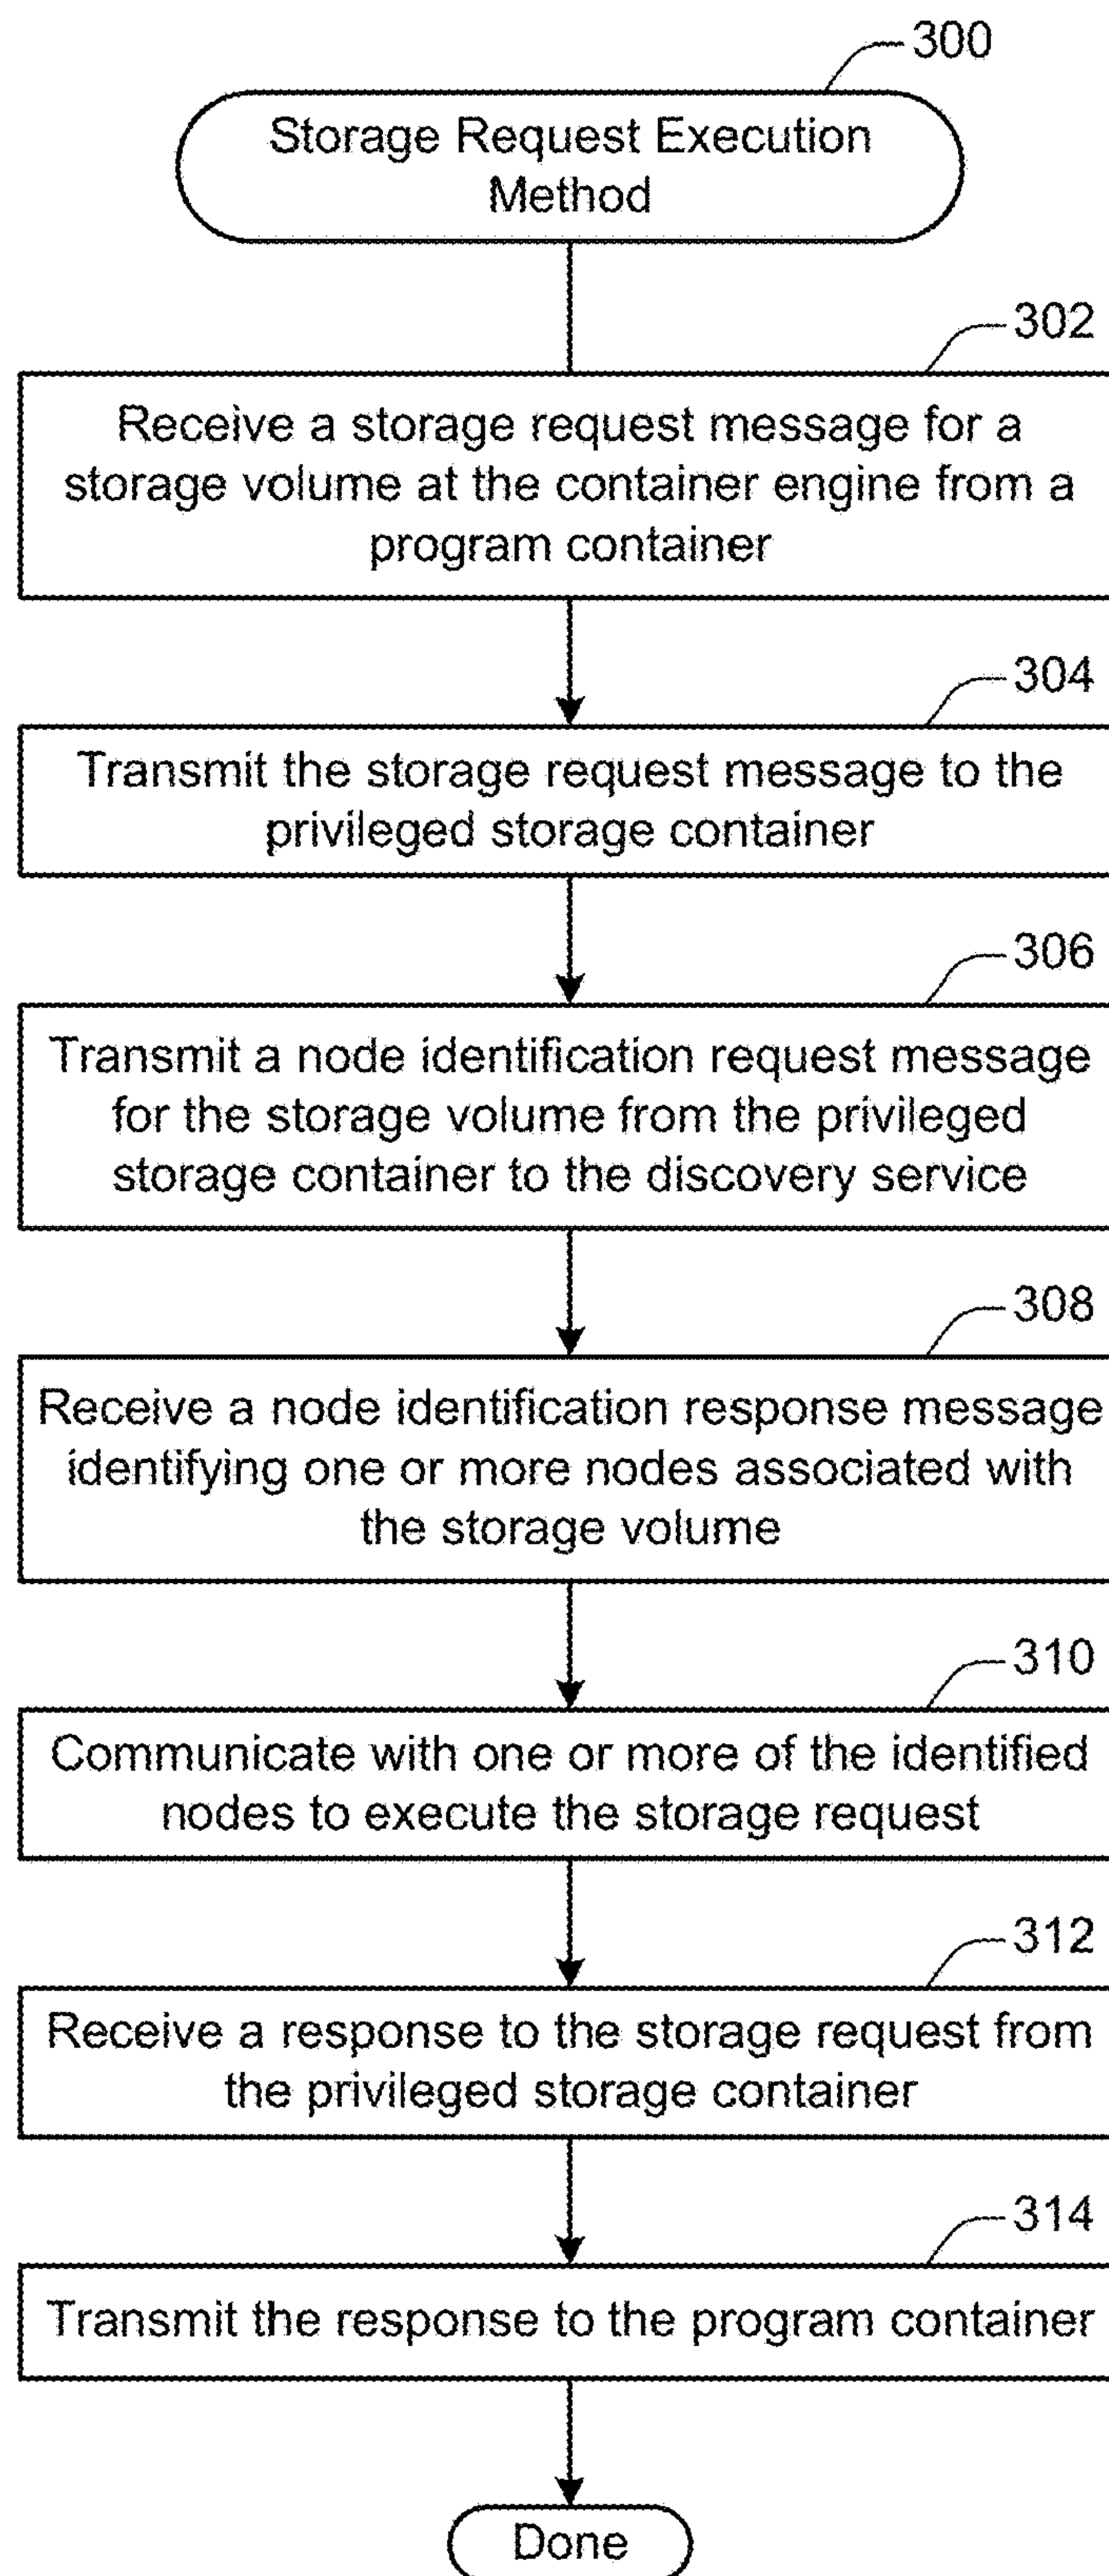 300
Storage Request Execution
Method
302
Receive a storage request message for a
storage volume at the container engine from a
program container
304
Transmit the storage request message to the
privileged storage container
306
Transmit a node identification request message
for the storage volume from the privileged
storage container to the discovery service
308
Receive a node identification response message
identifying one or more nodes associated with
the storage volume
310
Communicate with one or more of the identified
nodes to execute the storage request
312
Receive a response to the storage request from
the privileged storage container
314
Transmit the response to the program container
Done